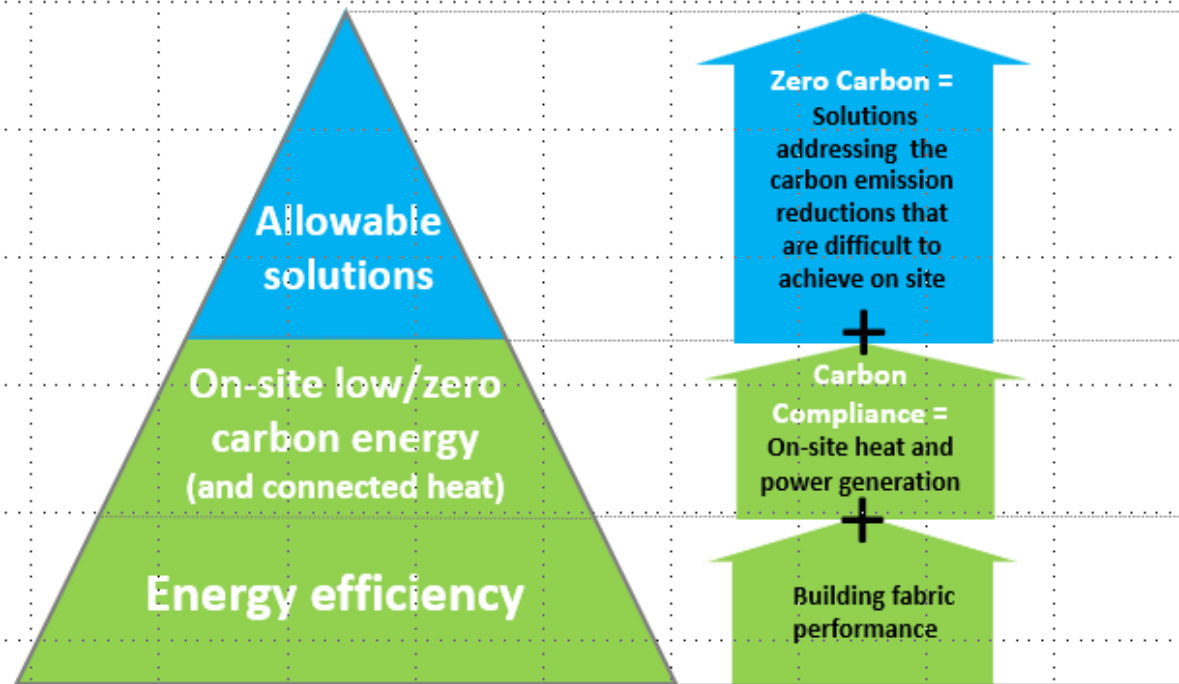 Allowable
solutions
On-site low/zero
carbon energy
(and connected heat)
Energy efficiency
Zero Carbon =
Solutions
addressing the
carbon emission
reductions that
are difficult to
achieve on site
+
Carbon
Compliance =
On-site heat and
power generation
+
Building fabric
performance